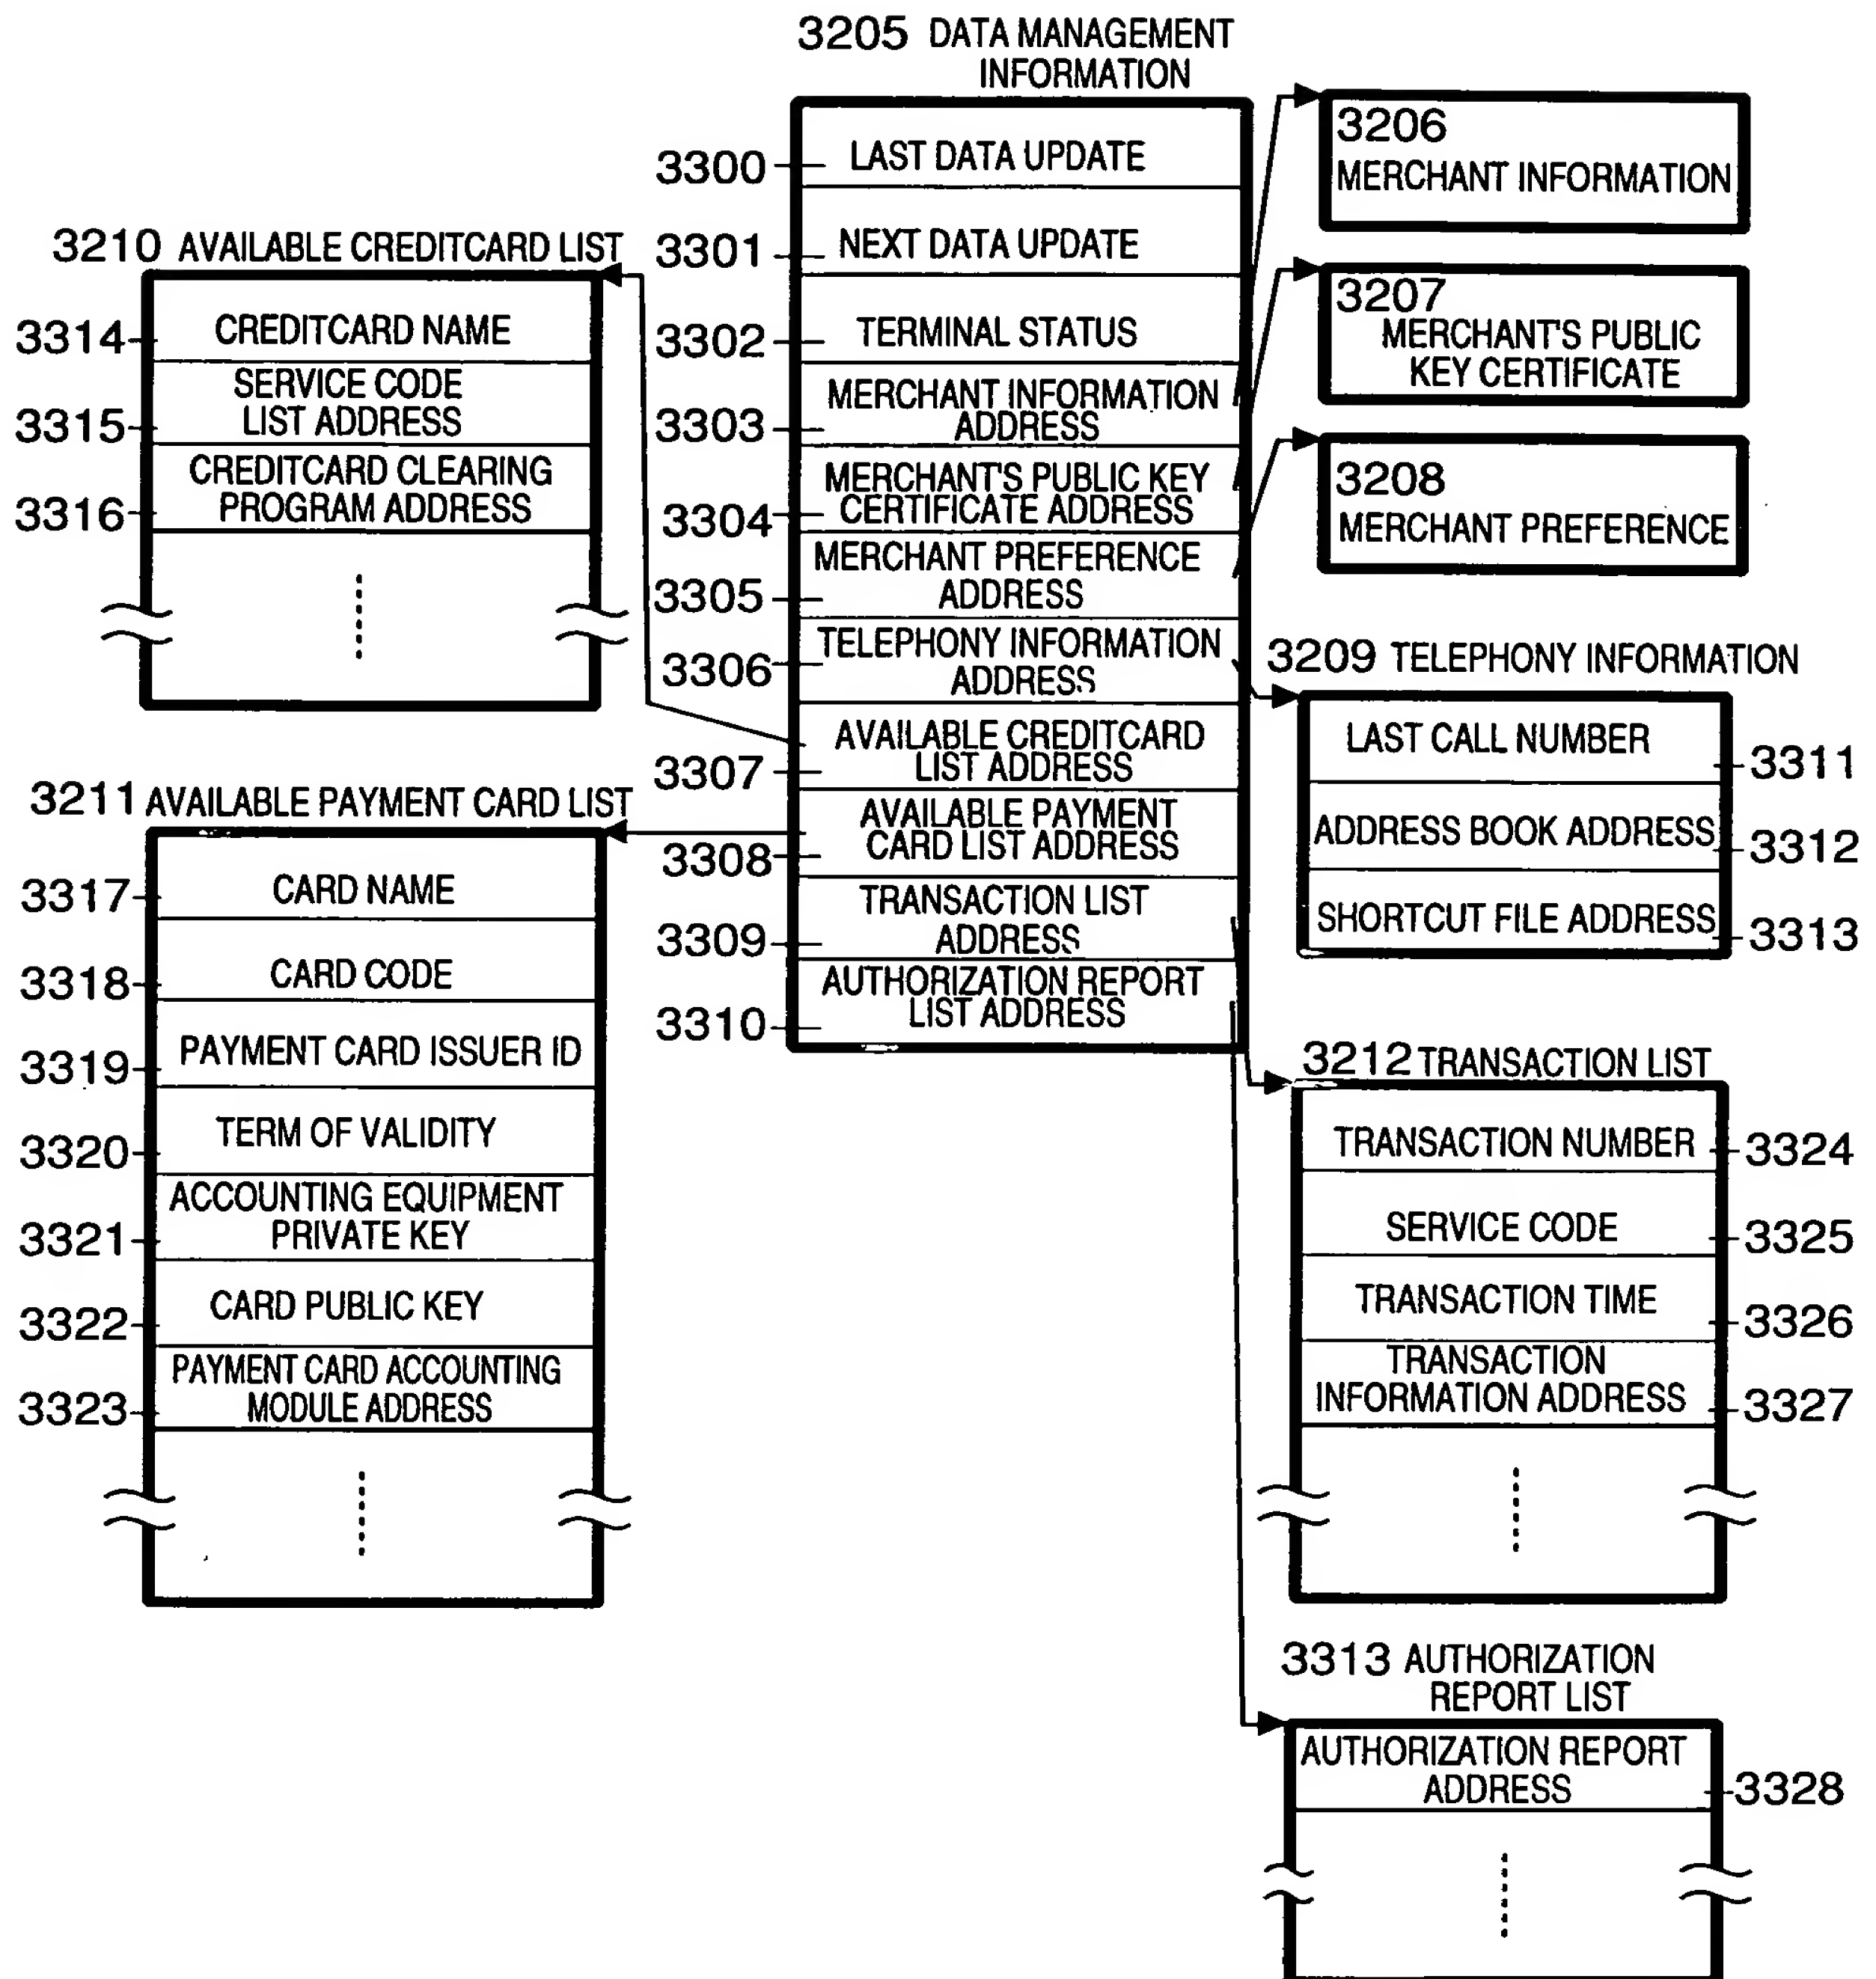 3205 DATA MANAGEMENT
INFORMATION
3300 LAST DATA UPDATE
3301 NEXT DATA UPDATE
3302 TERMINAL STATUS
MERCHANT INFORMATION
3303 ADDRESS
MERCHANT'S PUBLIC KEY
3304 CERTIFICATE ADDRESS
MERCHANT PREFERENCE
3305 ADDRESS
TELEPHONY INFORMATION
3306 ADDRESS
AVAILABLE CREDITCARD
3307 LIST ADDRESS
AVAILABLE PAYMENT
3308 CARD LIST ADDRESS
TRANSACTION LIST
3309 ADDRESS
AUTHORIZATION REPORT
LIST ADDRESS
3310
3206
MERCHANT INFORMATION
3207
MERCHANT'S PUBLIC
KEY CERTIFICATE
3208
MERCHANT PREFERENCE
3209 TELEPHONY INFORMATION
LAST CALL NUMBER 3311
ADDRESS BOOK ADDRESS 3312
SHORTCUT FILE ADDRESS 3313
3210 AVAILABLE CREDITCARD LIST
3314 CREDITCARD NAME
SERVICE CODE
3315 LIST ADDRESS
CREDITCARD CLEARING
3316 PROGRAM ADDRESS
3211 AVAILABLE PAYMENT CARD LIST
3317 CARD NAME
3318 CARD CODE
3319 PAYMENT CARD ISSUER ID
3320 TERM OF VALIDITY
ACCOUNTING EQUIPMENT
3321 PRIVATE KEY
3322 CARD PUBLIC KEY
PAYMENT CARD ACCOUNTING
3323 MODULE ADDRESS
3212 TRANSACTION LIST
TRANSACTION NUMBER 3324
SERVICE CODE 3325
TRANSACTION TIME 3326
TRANSACTION
INFORMATION ADDRESS 3327
3313 AUTHORIZATION
REPORT LIST
AUTHORIZATION REPORT
ADDRESS 3328